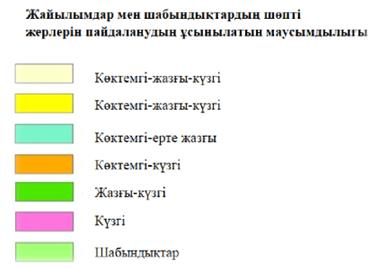 Жайылымдар мен шабындықтардың шөпті
жерлерін пайдаланудың ұсынылатын маусымдылығы
Көктемгі-жазғы-күзгі
Көктемгі-жазғы-күзгі
Көктемгі-ерте жазғы
Көктемгі-күзгі
Жазғы-күзгі
Күзгі
Шабындықтар